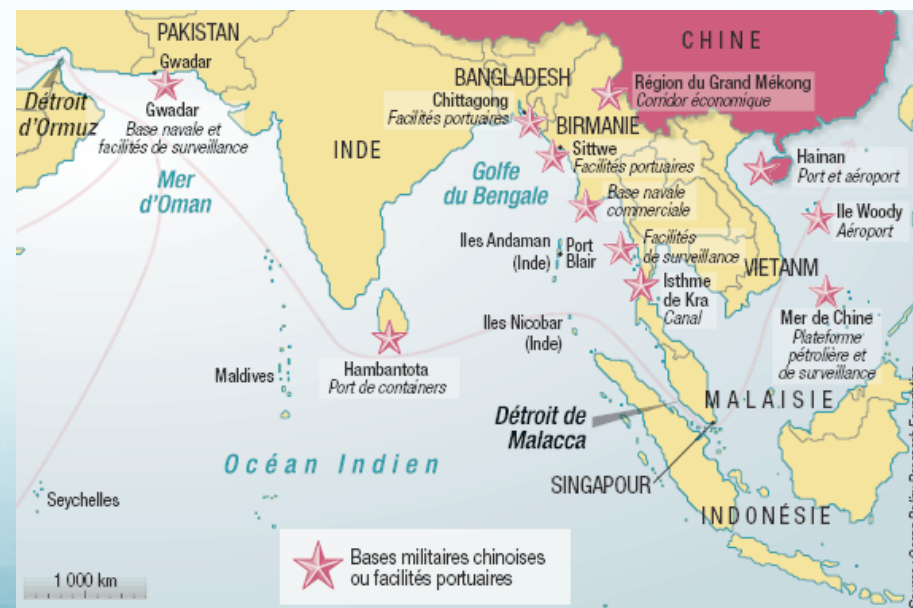 PAKISTAN
Gwadar
Détroit
d'Ormuz
Gwadar
Base navale et
facilités de surveillance
Mer
d'Oman
INDE
BANGLADESH
Chittagong
Facilités portuaires
CHINE
Région du Grand Mékong
Corridor économique
BIRMANIE
Sittwe
Facilités portuaires
Golfe
du Bengale
Base navale
commerciale
Hainan
Port et aéroport
Ile Woody
Aéroport
Iles Andaman
(Inde)
Port
Blair
Facilités
de surveillance
VIETANM
Isthme
de Kra
Canal
Mer de Chine
Plateforme
pétrolière et
de surveillance
Iles Nicobar
(Inde)
Hambantota
Port de containers
Maldives
MALAISIE
Détroit de
Malacca
Océan Indien
SINGAPOUR
Seychelles
INDONÉSIE
Bases militaires chinoises
ou facilités portuaires
1 000 km